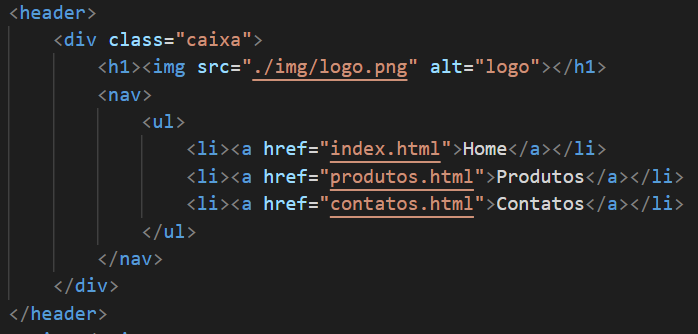 <header>
    <div class="caixa">
        <h1><img src="./img/logo.png" alt="logo"></h1>
        <nav>
            <ul>
                <li><a href="index.html">Home</a></li>
                <li><a href="produtos.html">Produtos</a></li>
                <li><a href="contatos.html">Contatos</a></li>
            </ul>
        </nav>
    </div>
</header>